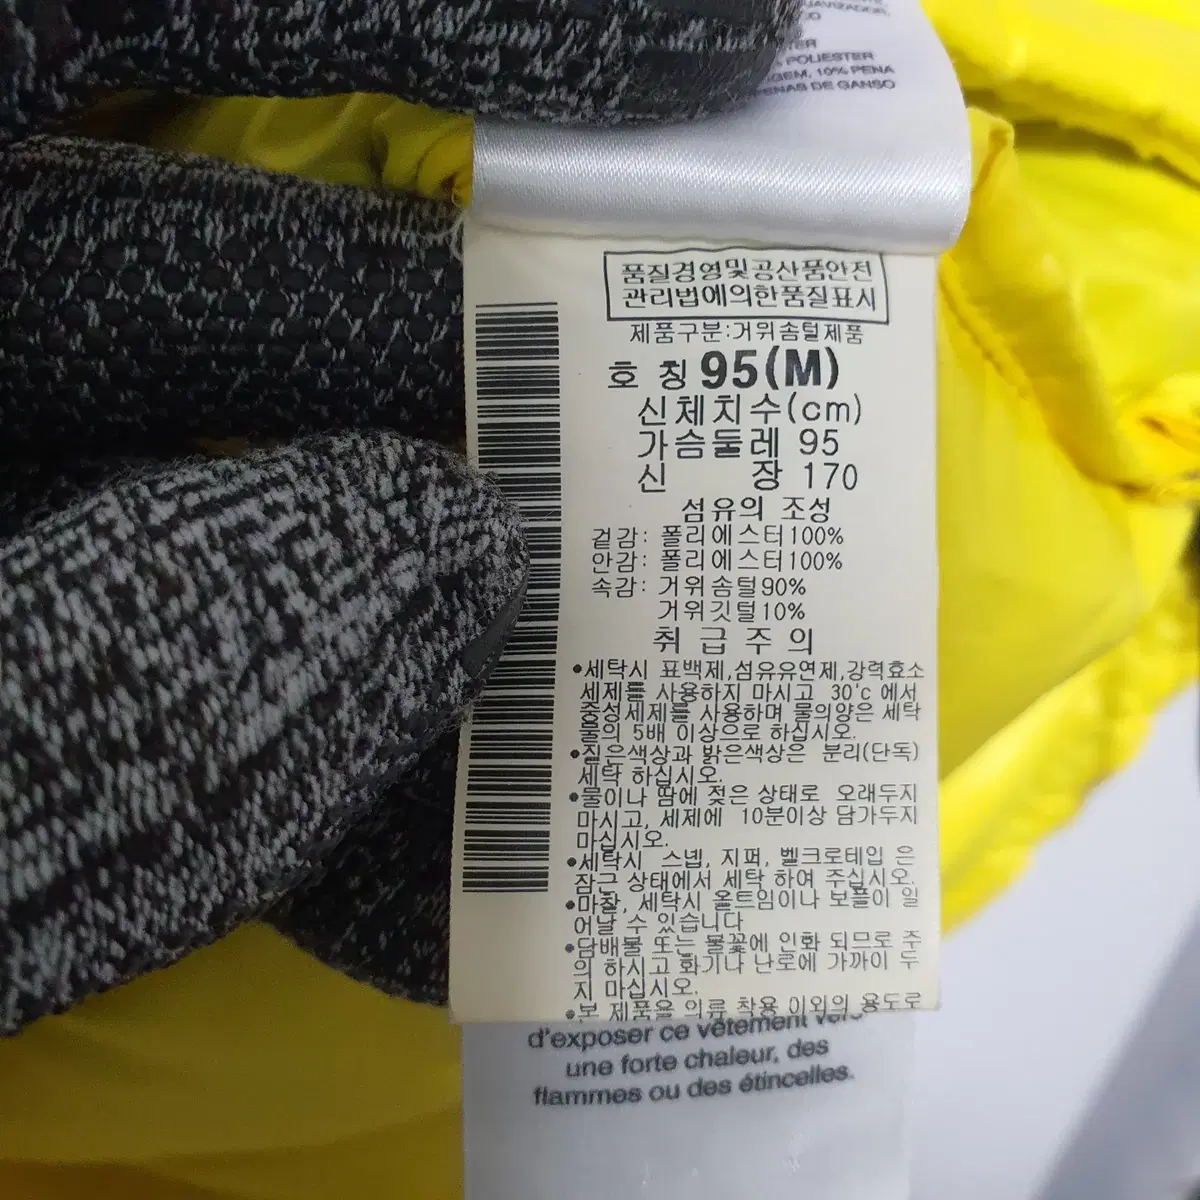 POLIESTER
10% PENA
PENAS DE GANSO
품질경영및공산품안전
관리법에의한품질표시
제품구분:거위솜털제품
호 칭 95(M)
신체치수(cm)
가슴둘레 95
신 장 170
섬유의 조성
겉감: 폴리에스터100%
안감: 폴리에스터100%
속감: 거위솜털90%
거위깃털10%
취 급 주 의
•세탁시 표백제,섬유유연제,강력효소
세제를 사용하지 마시고 30°c 에서
중성세제를 사용하며 물의양은 세탁
물의 5배 이상으로 하십시오.
•짙은색상과 밝은색상은 분리(단독)
세탁 하십시오.
•물이나 땀에 젖은 상태로 오래두지
마시고, 세제에 10분이상 담가두지
마십시오.
•세탁시 스냅, 지퍼, 벨크로테입 은
잠근 상태에서 세탁 하여 주십시오.
•마찰, 세탁시 올트임이나 보플이 일
어날 수 있습니다
•담배불 또는 불꽃에 인화 되므로 주
의 하시고 화기나 난로에 가까이 두
지 마십시오.
•본 제품을 의류 착용 이외의 용도로
d'exposer ce vêtement vers
une forte chaleur, des
flammes ou des étincelles.